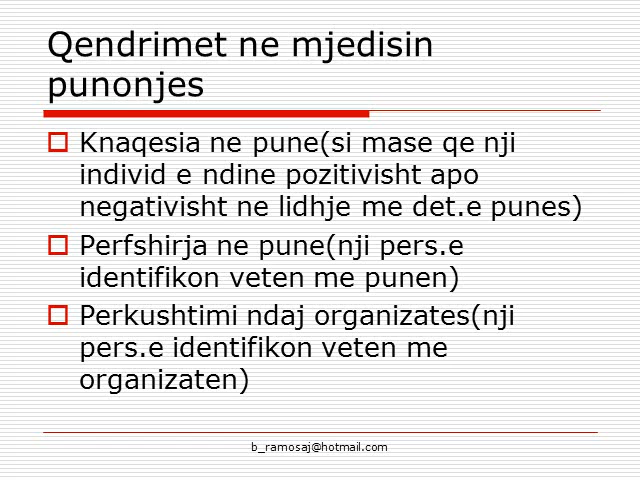 Qendrimet ne mjedisin
punonjes
Knaqesia ne pune(si mase qe nji
individ e ndine pozitivisht apo
negativisht ne lidhje me det.e punes)
Perfshirja ne pune(nji pers.e
identifikon veten me punen)
Perkushtimi ndaj organizates(nji
pers.e identifikon veten me
organizaten)
b_ramosaj@hotmail.com